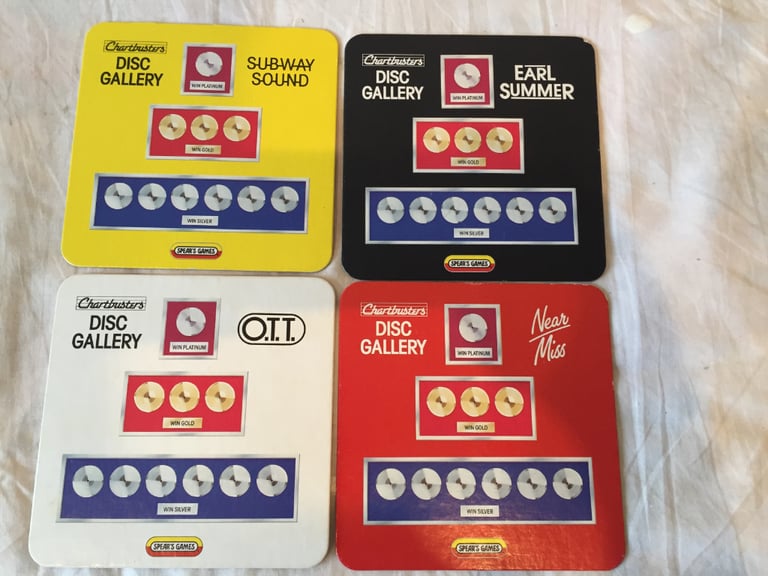 Chartbusters
DISC
GALLERY
SUBWAY
SOUND
WIN PLATINUM
WIN GOLD
WIN SILVER
SPEAR'S GAMES
Chartbusters
DISC
GALLERY
EARL
SUMMER
WIN PLATINUM
WIN GOLD
WIN SILVER
SPEAR'S GAMES
Chartbusters
DISC
GALLERY
O.T.T.
WIN PLATINUM
WIN GOLD
WIN SILVER
SPEAR'S GAMES
Chartbusters
DISC
GALLERY
Near
Miss
WIN PLATINUM
WIN GOLD
WIN SILVER
SPEAR'S GAMES